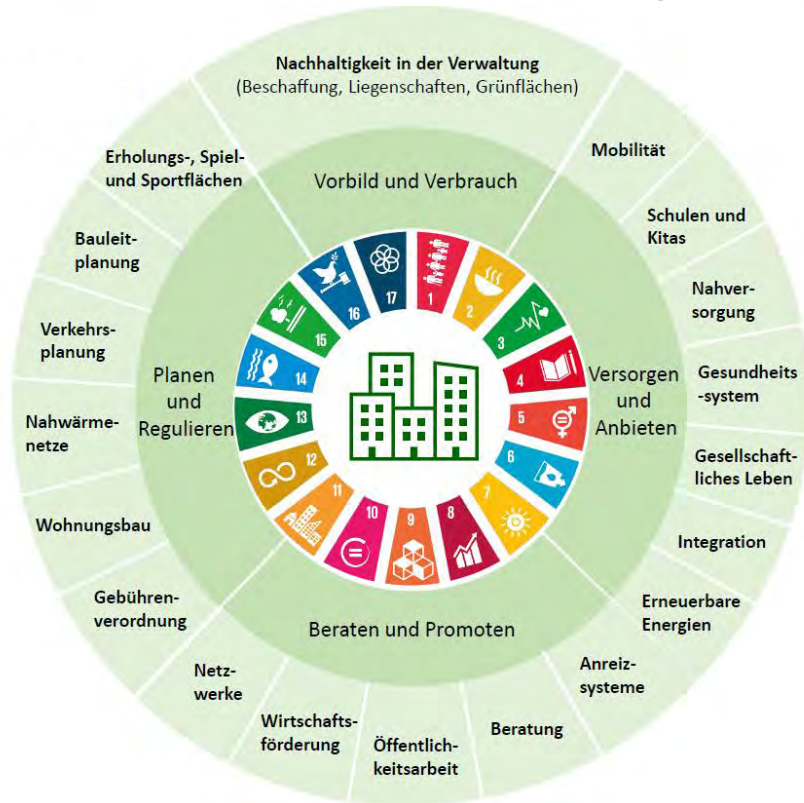 Nachhaltigkeit in der Verwaltung
(Beschaffung, Liegenschaften, Grünflächen)
Mobilität
Schulen und
Kitas
Nahver-
sorgung
Gesundheits
-system
Gesellschaft-
liches Leben
Integration
Erneuerbare
Energien
Anreiz-
systeme
Beratung
Öffentlich-
keitsarbeit
Wirtschafts-
förderung
Netz-
werke
Gebühren-
verordnung
Wohnungsbau
Nahwärme-
netze
Verkehrs-
planung
Bauleit-
planung
Erholungs-, Spiel-
und Sportflächen
Vorbild und Verbrauch
Versorgen
und
Anbieten
Beraten und Promoten
Planen
und
Regulieren
1
2
3
4
5
6
7
8
9
10
11
12
13
14
15
16
17